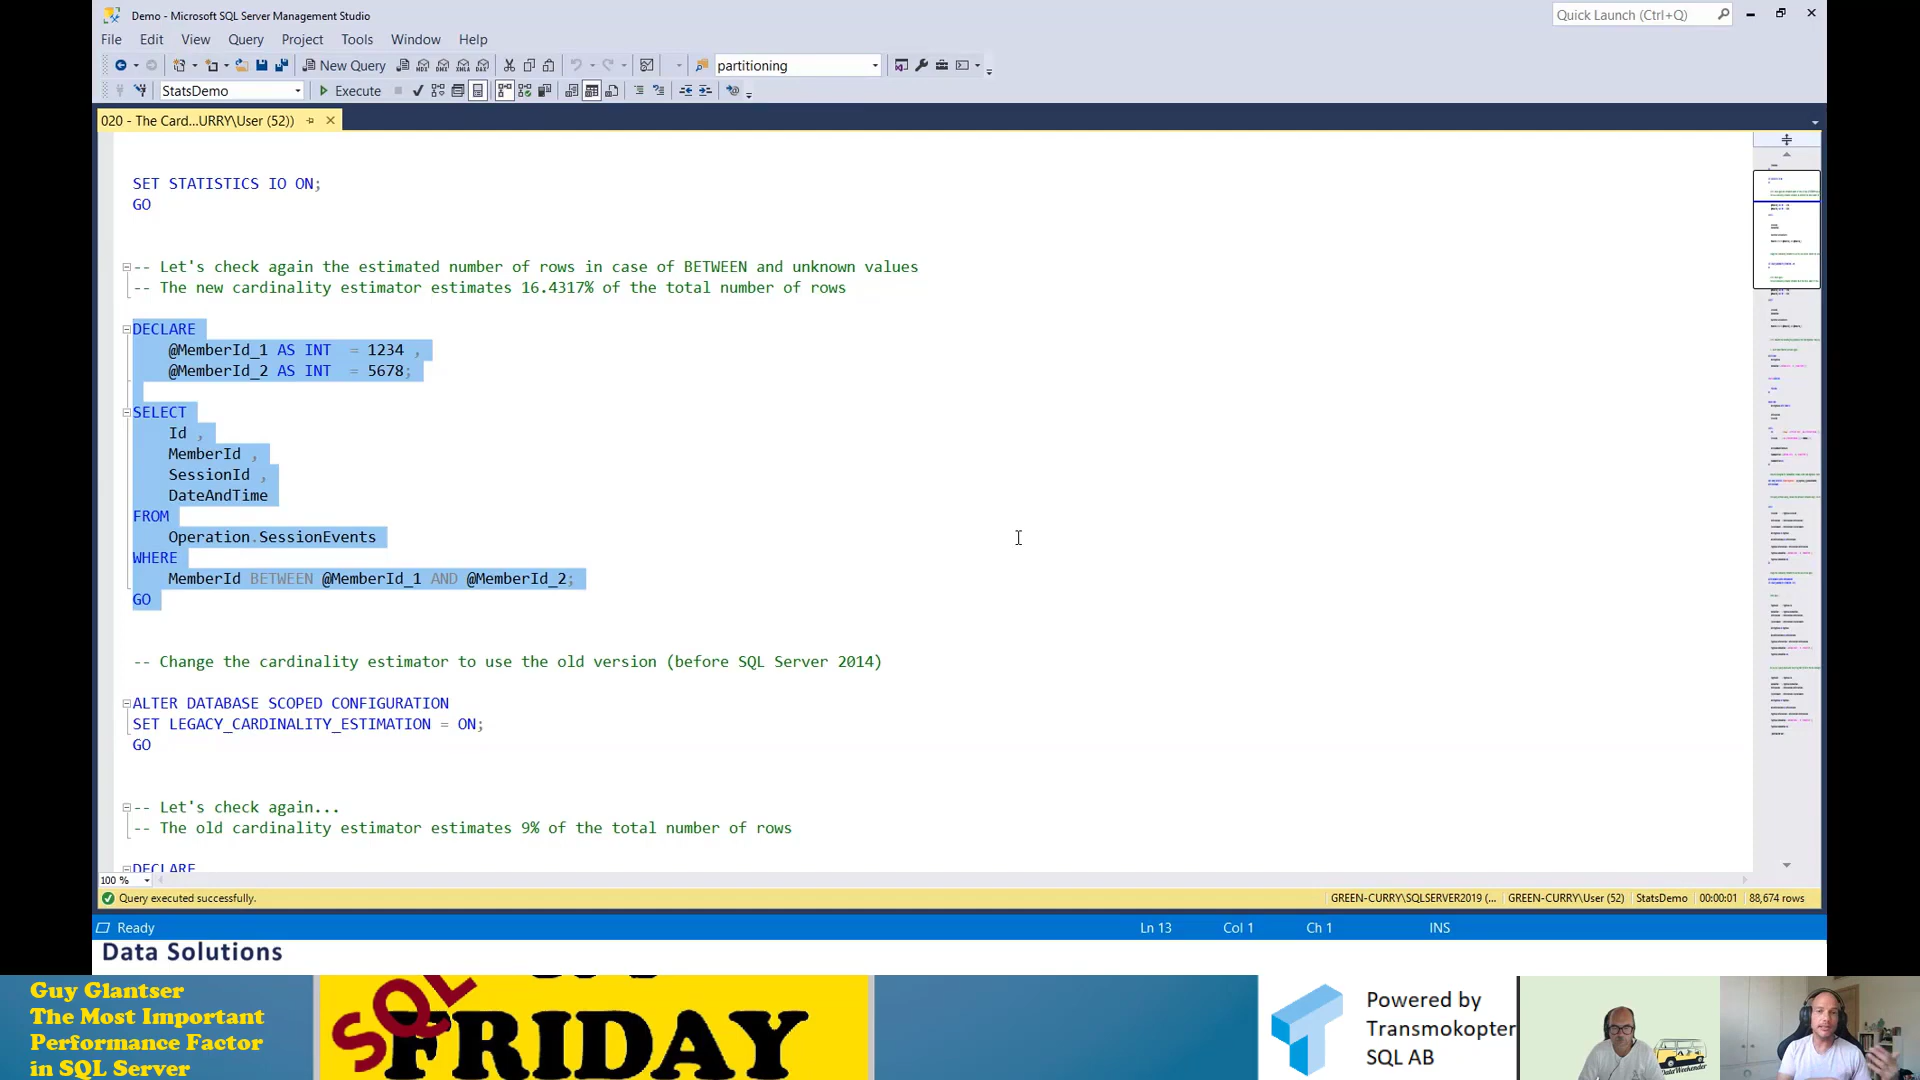 Demo - Microsoft SQL Server Management Studio
Quick Launch (Ctrl+Q)
File Edit View Query Project Tools Window Help
New Query
partitioning
StatsDemo
Execute
020 - The Card...URRY\User (52))
SET STATISTICS IO ON;
GO
-- Let's check again the estimated number of rows in case of BETWEEN and unknown values
-- The new cardinality estimator estimates 16.4317% of the total number of rows
DECLARE
@MemberId_1 AS INT = 1234 ,
@MemberId_2 AS INT = 5678;
SELECT
Id ,
MemberId ,
SessionId ,
DateAndTime
FROM
Operation.SessionEvents
WHERE
MemberId BETWEEN @MemberId_1 AND @MemberId_2;
GO
-- Change the cardinality estimator to use the old version (before SQL Server 2014)
ALTER DATABASE SCOPED CONFIGURATION
SET LEGACY_CARDINALITY_ESTIMATION = ON;
GO
-- Let's check again...
-- The old cardinality estimator estimates 9% of the total number of rows
DECLARE
100 %
Query executed successfully.
GREEN-CURRY\SQLSERVER2019 (...
GREEN-CURRY\User (52)
StatsDemo
00:00:01
88,674 rows
Ready
Ln 13
Col 1
Ch 1
INS
Data Solutions
Guy Glantser
The Most Important
Performance Factor
in SQL Server
SQL
FRIDAY
Powered by
Transmokopter
SQL AB
DataWeekender